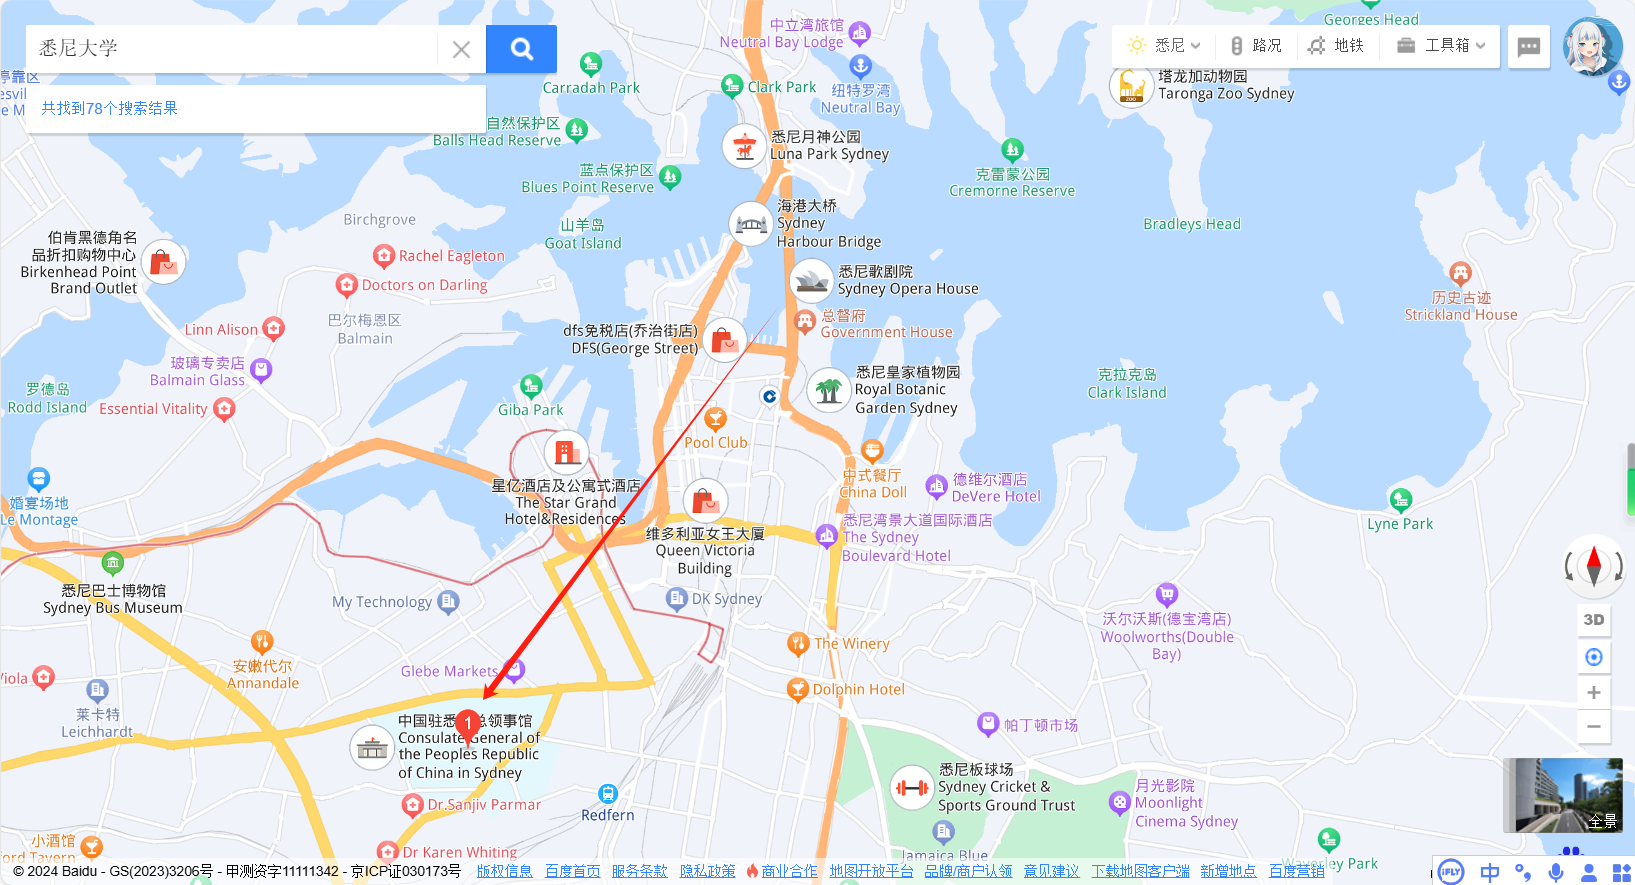 悉尼大学
共找到78个搜索结果
悉尼
路况
地铁
工具箱
Georges Head
中立湾旅馆
Neutral Bay Lodge
停靠区
Carradah Park
Clark Park
纽特罗湾
Neutral Bay
塔龙加动物园
Taronga Zoo Sydney
自然保护区
Balls Head Reserve
悉尼月神公园
Luna Park Sydney
蓝点保护区
Blues Point Reserve
克雷蒙公园
Cremorne Reserve
Birchgrove
山羊岛
Goat Island
海港大桥
Sydney
Harbour Bridge
Bradleys Head
伯肯黑德角名
品折扣购物中心
Birkenhead Point
Brand Outlet
Rachel Eagleton
Doctors on Darling
悉尼歌剧院
Sydney Opera House
历史古迹
Strickland House
Linn Alison
巴尔梅恩区
Balmain
dfs免税店(乔治街店)
DFS(George Street)
总督府
Government House
玻璃专卖店
Balmain Glass
罗德岛
Rodd Island
Essential Vitality
Giba Park
悉尼皇家植物园
Royal Botanic
Garden Sydney
克拉克岛
Clark Island
Pool Club
中式餐厅
China Doll
德维尔酒店
DeVere Hotel
婚宴场地
Le Montage
星亿酒店及公寓式酒店
The Star Grand
Hotel&Residences
维多利亚女王大厦
Queen Victoria
Building
悉尼湾景大道国际酒店
The Sydney
Boulevard Hotel
Lyne Park
悉尼巴士博物馆
Sydney Bus Museum
My Technology
DK Sydney
沃尔沃斯(德宝湾店)
Woolworths(Double
Bay)
3D
安嫩代尔
Annandale
Glebe Markets
The Winery
Dolphin Hotel
莱卡特
Leichhardt
1
中国驻悉 总领事馆
Consulate General of
the Peoples Republic
of China in Sydney
帕丁顿市场
悉尼板球场
Sydney Cricket &
Sports Ground Trust
月光影院
Moonlight
Cinema Sydney
Dr.Sanjiv Parmar
Redfern
全景
小酒馆
Dr Karen Whiting
Jamaica Blue
Waverley Park
© 2024 Baidu - GS(2023)3206号 - 甲测资字11111342 - 京ICP证030173号 版权信息 百度首页 服务条款 隐私政策 商业合作 地图开放平台 品牌/商户认领 意见建议 下载地图客户端 新增地点 百度营销
iFLY 中